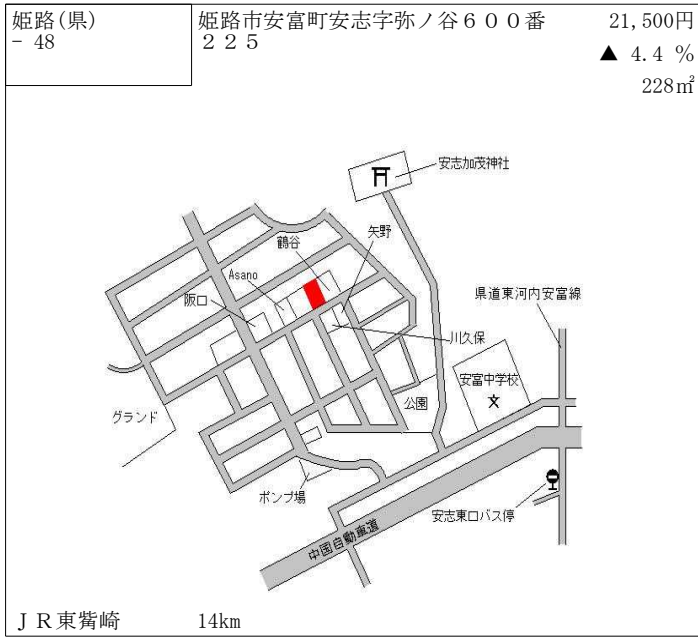 姫路(県)
- 48
姫路市安富町安志字弥ノ谷６００番
２２５
21,500円
▲ 4.4 %
228㎡
安志加茂神社
鶴谷
矢野
Asano
阪口
県道東河内安富線
川久保
安富中学校
文
公園
グランド
ポンプ場
安志東口バス停
中国自動車道
ＪＲ東觜崎
14km